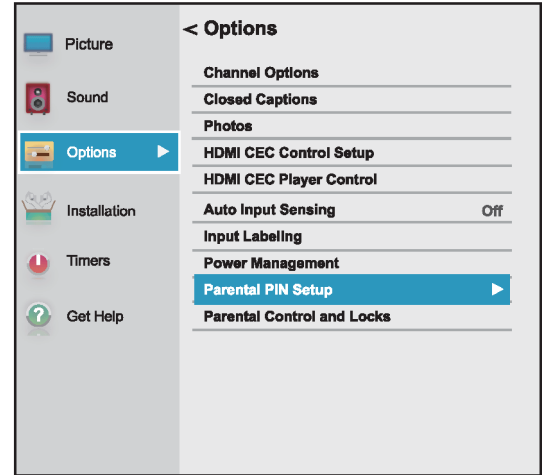 Picture
Sound
Options
Installation
Timers
Get Help
< Options
Channel Options
Closed Captions
Photos
HDMI CEC Control Setup
HDMI CEC Player Control
Auto Input Sensing Off
Input Labeling
Power Management
Parental PIN Setup
Parental Control and Locks